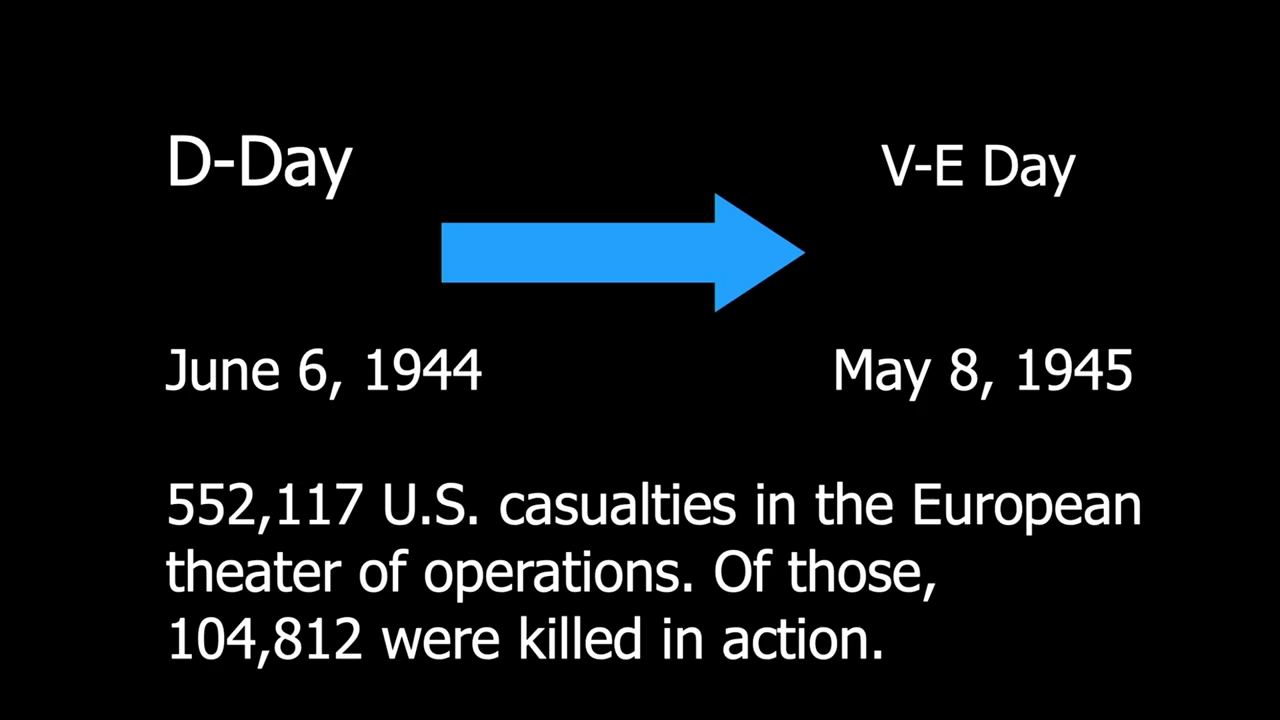 D-Day
V-E Day
June 6, 1944
May 8, 1945
552,117 U.S. casualties in the European
theater of operations. Of those,
104,812 were killed in action.